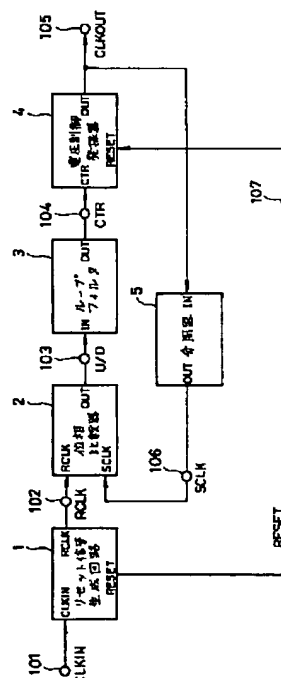 101
CLKIN
1
CLKIN
RCLK
リセット信号
生成回路
RESET
102
RCLK
2
RCLK
位相
比較器
SCLK
OUT
103
U/D
3
IN
ループ
フィルタ
OUT
104
CTR
4
CTR
電圧制御
発振器
OUT
RESET
105
CLKOUT
5
OUT
分周器
IN
106
SCLK
RESET
107